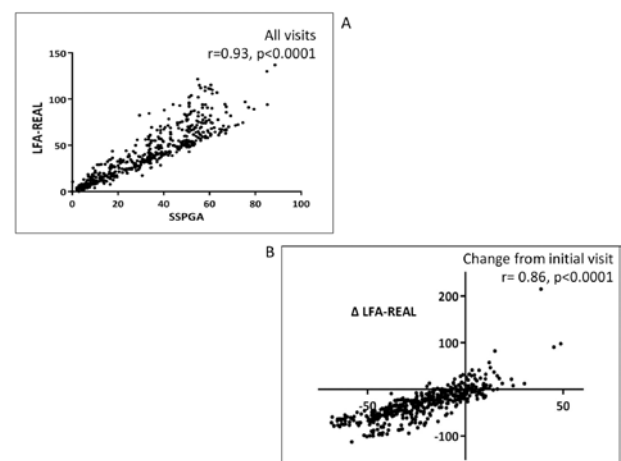 A
All visits
r=0.93, p<0.0001
LFA-REAL
150
100
50
0
0 20 40 60 80 100
SSPGA
B
Change from initial visit
r= 0.86, p<0.0001
Δ LFA-REAL
200
100
-50 50
-100